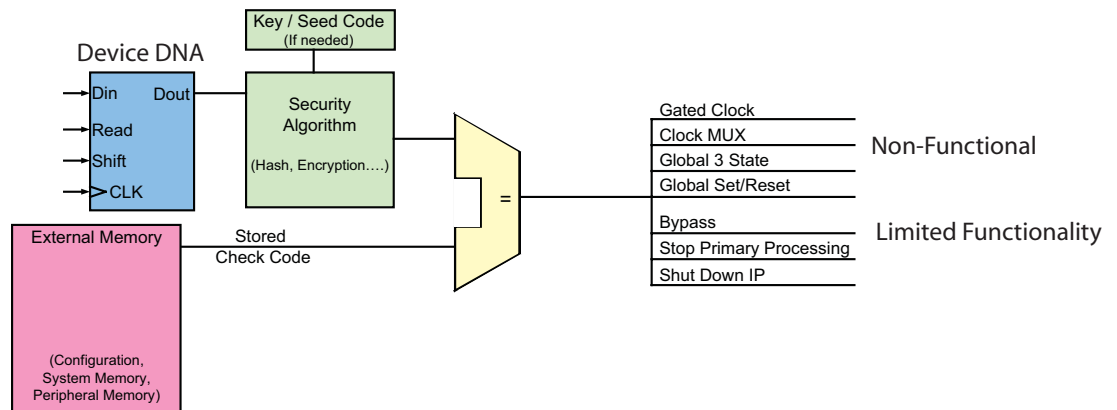 Key / Seed Code
(If needed)
Device DNA
Din
Dout
Read
Shift
CLK
Security
Algorithm
(Hash, Encryption....)
External Memory
(Configuration,
System Memory,
Peripheral Memory)
Stored
Check Code
=
Gated Clock
Clock MUX
Global 3 State
Global Set/Reset
Non-Functional
Bypass
Stop Primary Processing
Shut Down IP
Limited Functionality